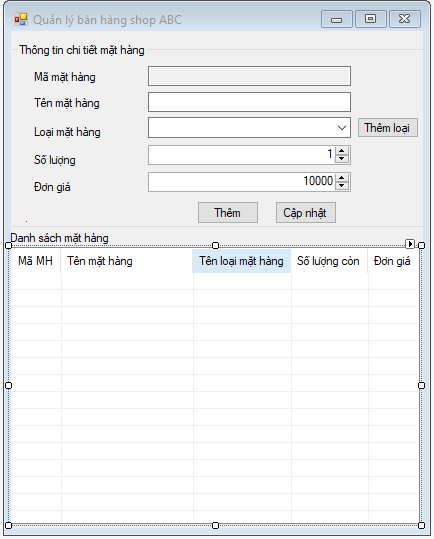 Quản lý bàn hàng shop ABC
Thông tin chi tiết mặt hàng
Mã mặt hàng
Tên mặt hàng
Loại mặt hàng
Thêm loại
Số lượng
1
Đơn giá
10000
Thêm
Cập nhật
Danh sách mặt hàng
Mã MH
Tên mặt hàng
Tên loại mặt hàng
Số lượng còn
Đơn giá